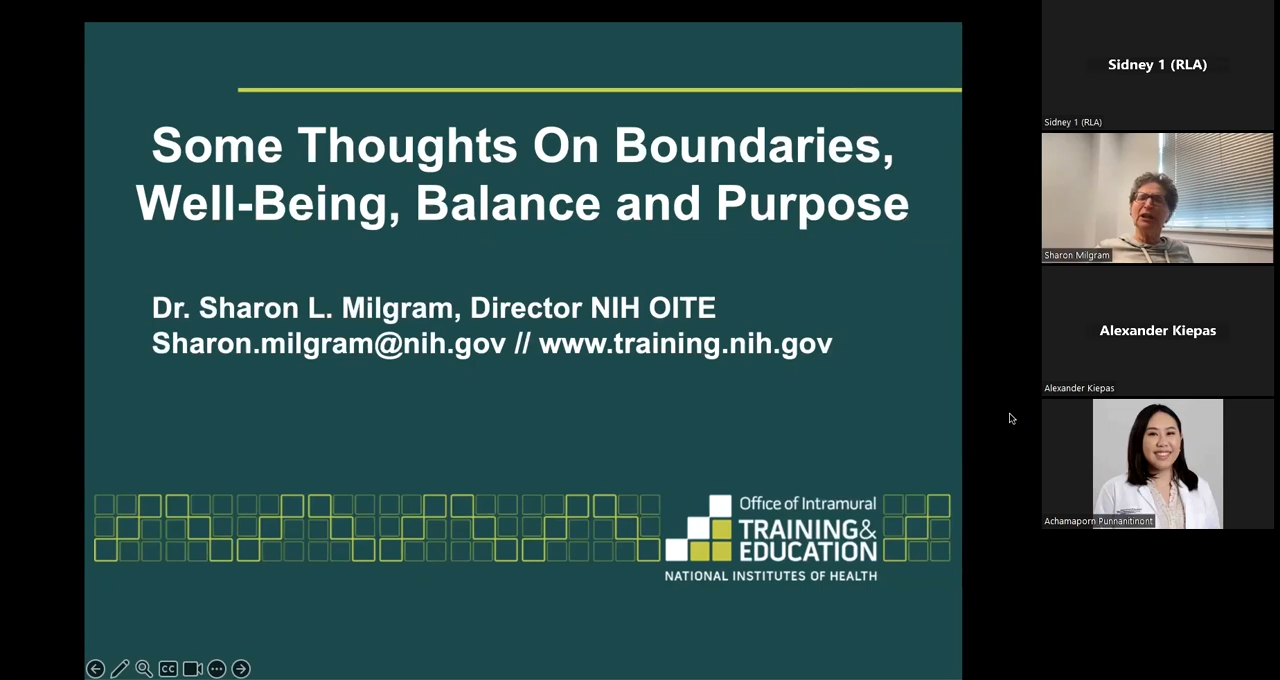 Some Thoughts On Boundaries,
Well-Being, Balance and Purpose
Dr. Sharon L. Milgram, Director NIH OITE
Sharon.milgram@nih.gov // www.training.nih.gov
Office of Intramural
TRAINING&
EDUCATION
NATIONAL INSTITUTES OF HEALTH
CC
Sidney 1 (RLA)
Sidney 1 (RLA)
Sharon Milgram
Alexander Kiepas
Alexander Kiepas
Achamaporn Punnanitinont